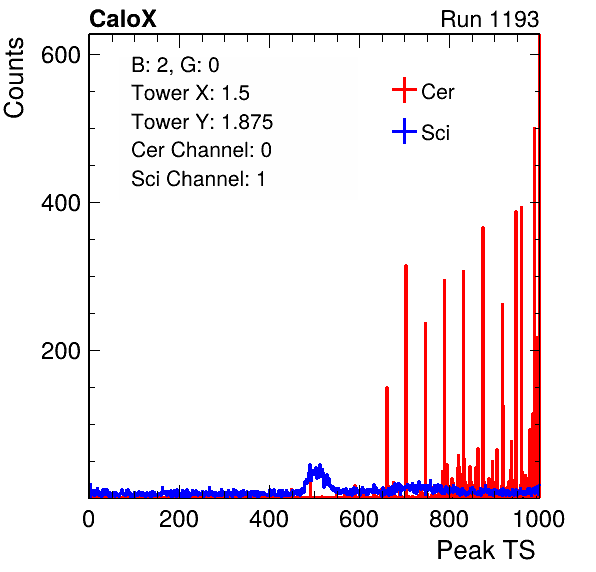 CaloX
Run 1193
Counts
600
400
200
B: 2, G: 0
Tower X: 1.5
Tower Y: 1.875
Cer Channel: 0
Sci Channel: 1
Cer
Sci
0 200 400 600 800 1000
Peak TS